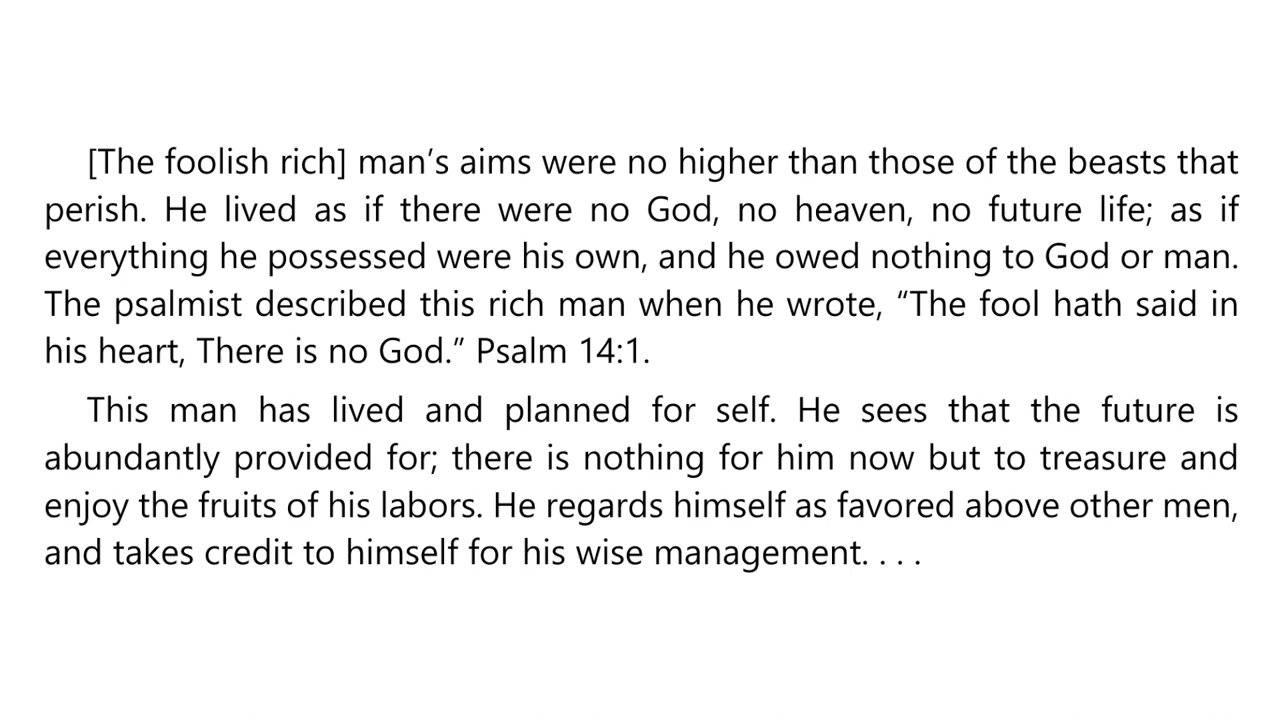 [The foolish rich] man’s aims were no higher than those of the beasts that
perish. He lived as if there were no God, no heaven, no future life; as if
everything he possessed were his own, and he owed nothing to God or man.
The psalmist described this rich man when he wrote, “The fool hath said in
his heart, There is no God.” Psalm 14:1.
This man has lived and planned for self. He sees that the future is
abundantly provided for; there is nothing for him now but to treasure and
enjoy the fruits of his labors. He regards himself as favored above other men,
and takes credit to himself for his wise management. . . .